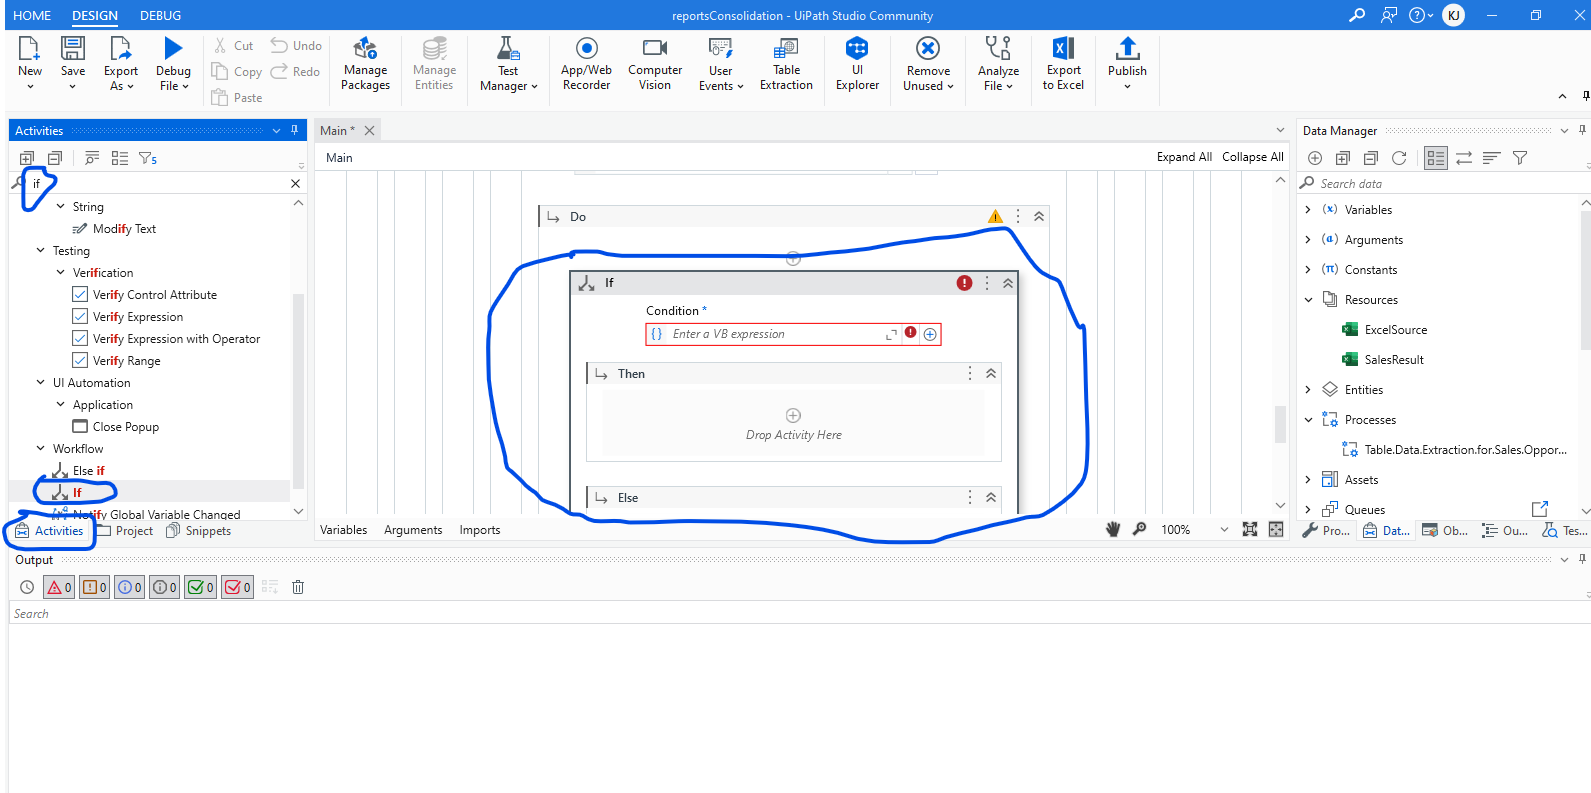 HOME DESIGN DEBUG reportsConsolidation - UiPath Studio Community KJ
New Save Export As Debug File Cut Copy Paste Undo Redo Manage Packages Manage Entities Test Manager App/Web Recorder Computer Vision User Events Table Extraction UI Explorer Remove Unused Analyze File Export to Excel Publish
Activities
5
if
String
Modify Text
Testing
Verification
Verify Control Attribute
Verify Expression
Verify Expression with Operator
Verify Range
UI Automation
Application
Close Popup
Workflow
Else if
If
Notify Global Variable Changed
Activities Project Snippets
Main *
Main Expand All Collapse All
Do
If
Condition *
Enter a VB expression
Then
Drop Activity Here
Else
Variables Arguments Imports 100%
Data Manager
Search data
Variables
Arguments
Constants
Resources
ExcelSource
SalesResult
Entities
Processes
Table.Data.Extraction.for.Sales.Oppor...
Assets
Queues
Pro... Dat... Ob... Ou... Tes...
Output
0 0 0 0 0 0
Search